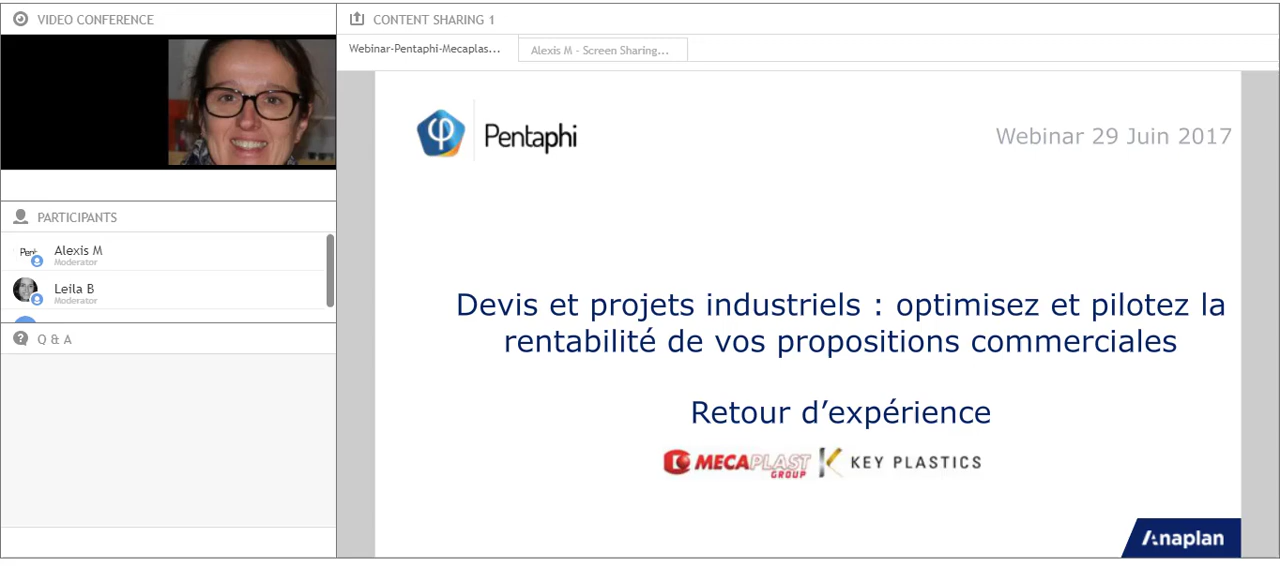 VIDEO CONFERENCE
CONTENT SHARING 1
Webinar-Pentaphi-Mecaplas...
Alexis M - Screen Sharing...
Pentaphi
Webinar 29 Juin 2017
PARTICIPANTS
Alexis M
Moderator
Leila B
Moderator
Q & A
Devis et projets industriels : optimisez et pilotez la
rentabilité de vos propositions commerciales
Retour d’expérience
MECAPLAST GROUP
KEY PLASTICS
Anaplan